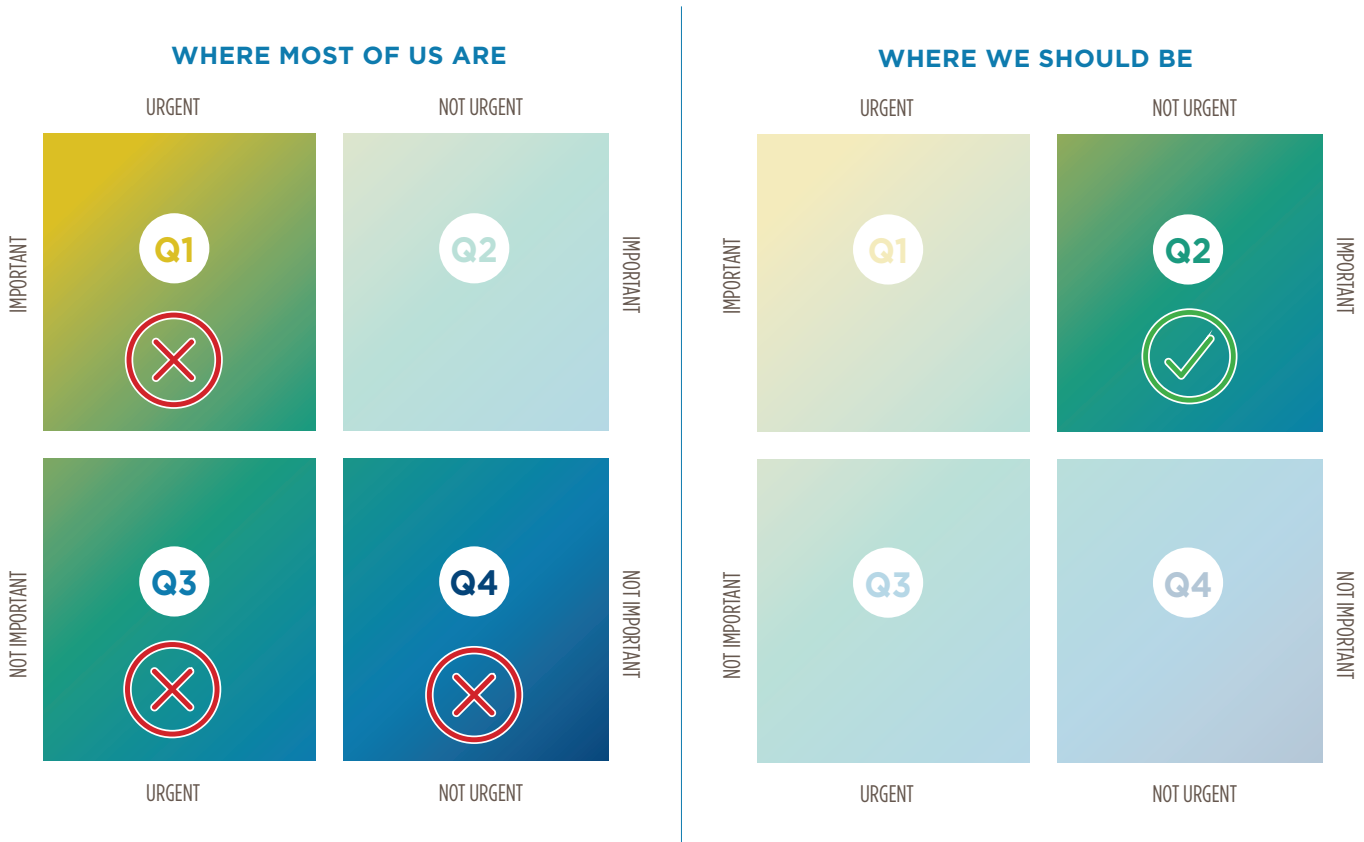 WHERE MOST OF US ARE
URGENT
NOT URGENT
IMPORTANT
Q1
Q2
IMPORTANT
NOT IMPORTANT
Q3
Q4
NOT IMPORTANT
URGENT
NOT URGENT
WHERE WE SHOULD BE
URGENT
NOT URGENT
IMPORTANT
Q1
Q2
IMPORTANT
NOT IMPORTANT
Q3
Q4
NOT IMPORTANT
URGENT
NOT URGENT